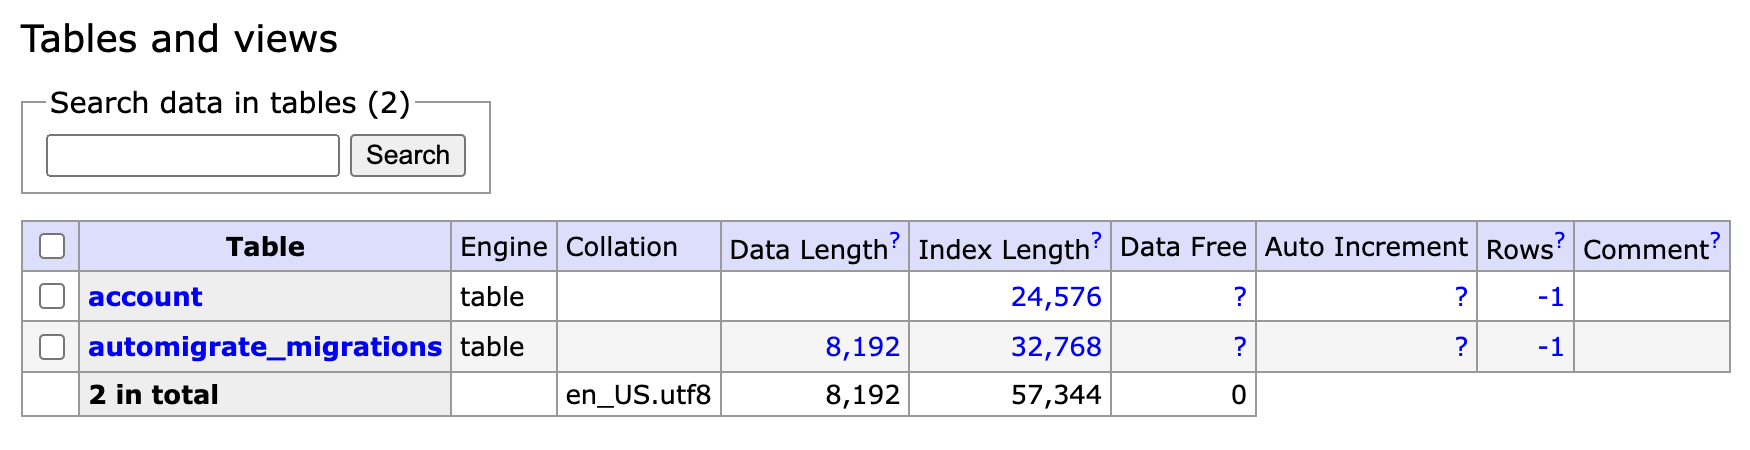 Tables and views
Search data in tables (2)
Search
Table Engine Collation Data Length? Index Length? Data Free Auto Increment Rows? Comment?
account table 24,576 ? ? -1
automigrate_migrations table 8,192 32,768 ? ? -1
2 in total en_US.utf8 8,192 57,344 0